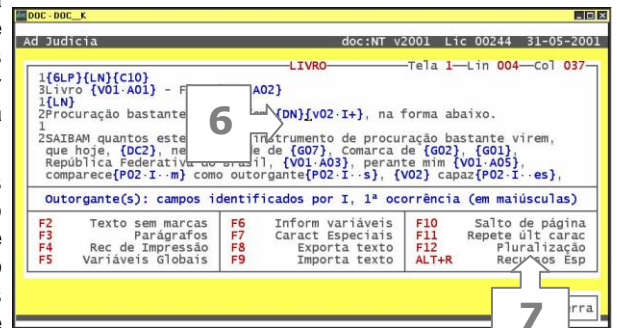 DOC - DOC__K
Ad Judicia doc:NT v2001 Lic 00244 31-05-2001
LIVRO Tela 1 Lin 004 Col 037
1{6LP}{LN}{C10}
3Livro {V01·A01} - F A02}
1{LN}
2Procuração bastante {DN}{v02·I+}, na forma abaixo.
1
2SAIBAM quantos este instrumento de procuração bastante virem,
que hoje, {DC2}, ne de {G07}, Comarca de {G02}, {G01},
República Federativa do Brasil, {V01·A03}, perante mim {V01·A05},
comparece{P02·I··m} como outorgante{P02·I··s}, {V02} capaz{P02·I··es},
Outorgante(s): campos identificados por I, 1ª ocorrência (em maiúsculas)
F2 Texto sem marcas F6 Inform variáveis F10 Salto de página
F3 Parágrafos F7 Caract Especiais F11 Repete últ carac
F4 Rec de Impressão F8 Exporta texto F12 Pluralização
F5 Variáveis Globais F9 Importa texto ALT+R Recursos Esp
6
7
erra